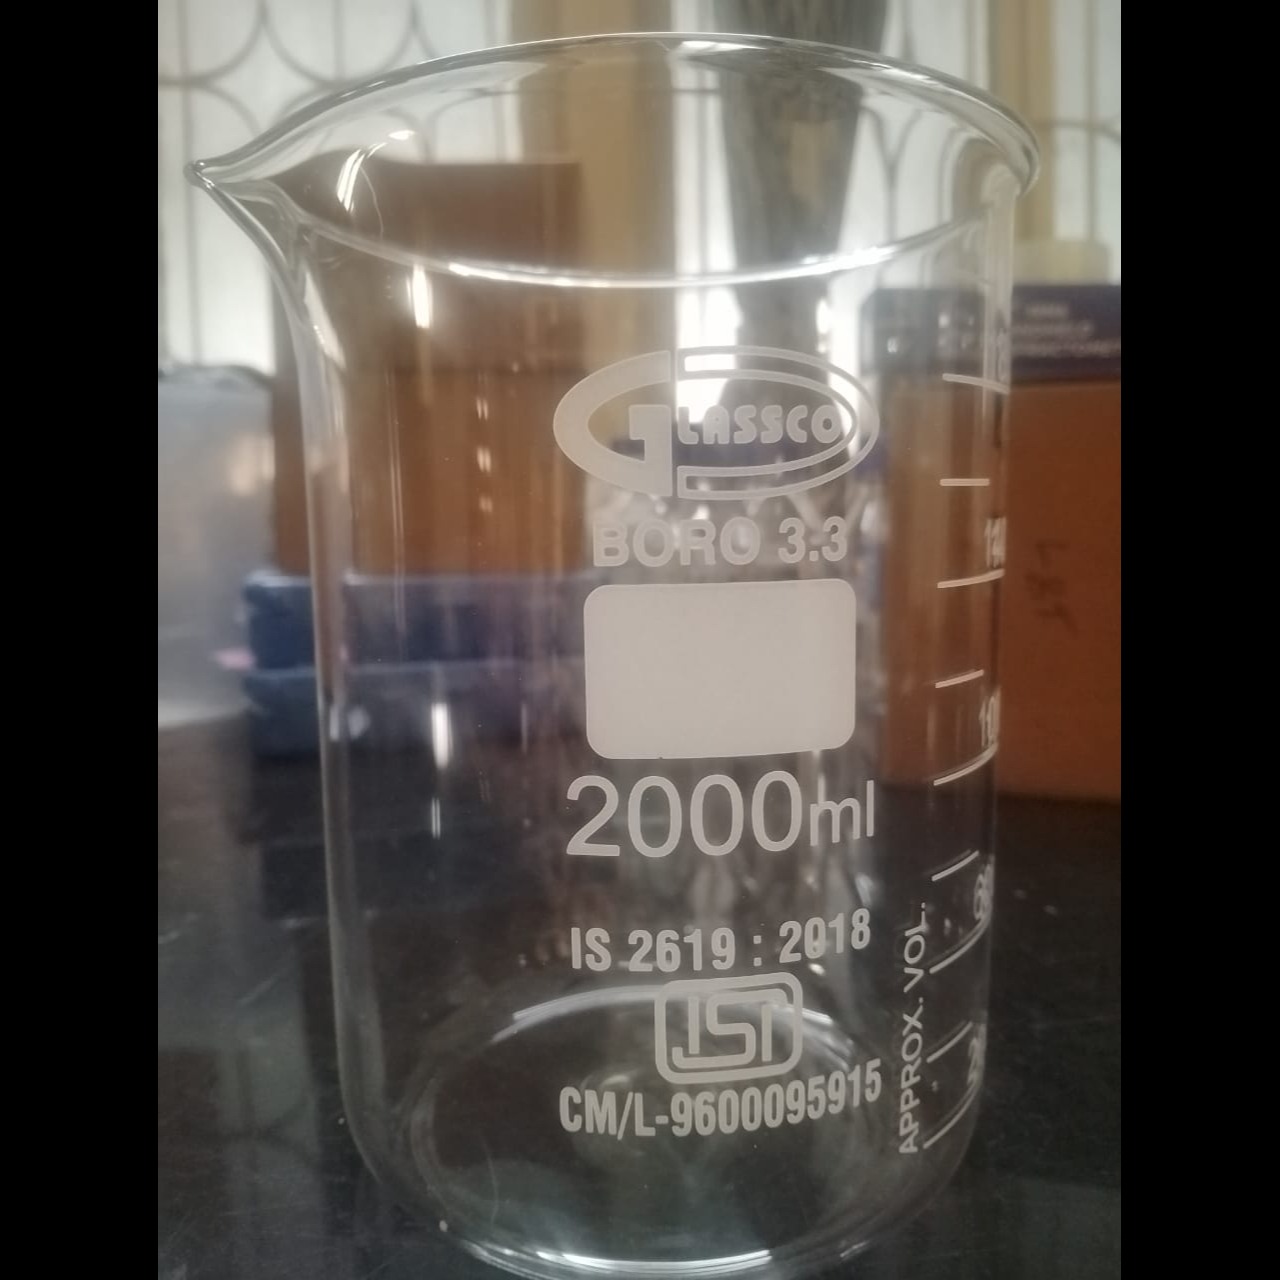 GLASSCO
BORO 3.3
2000ml
IS 2619 : 2018
ISI
CM/L-9600095915
APPROX. VOL.